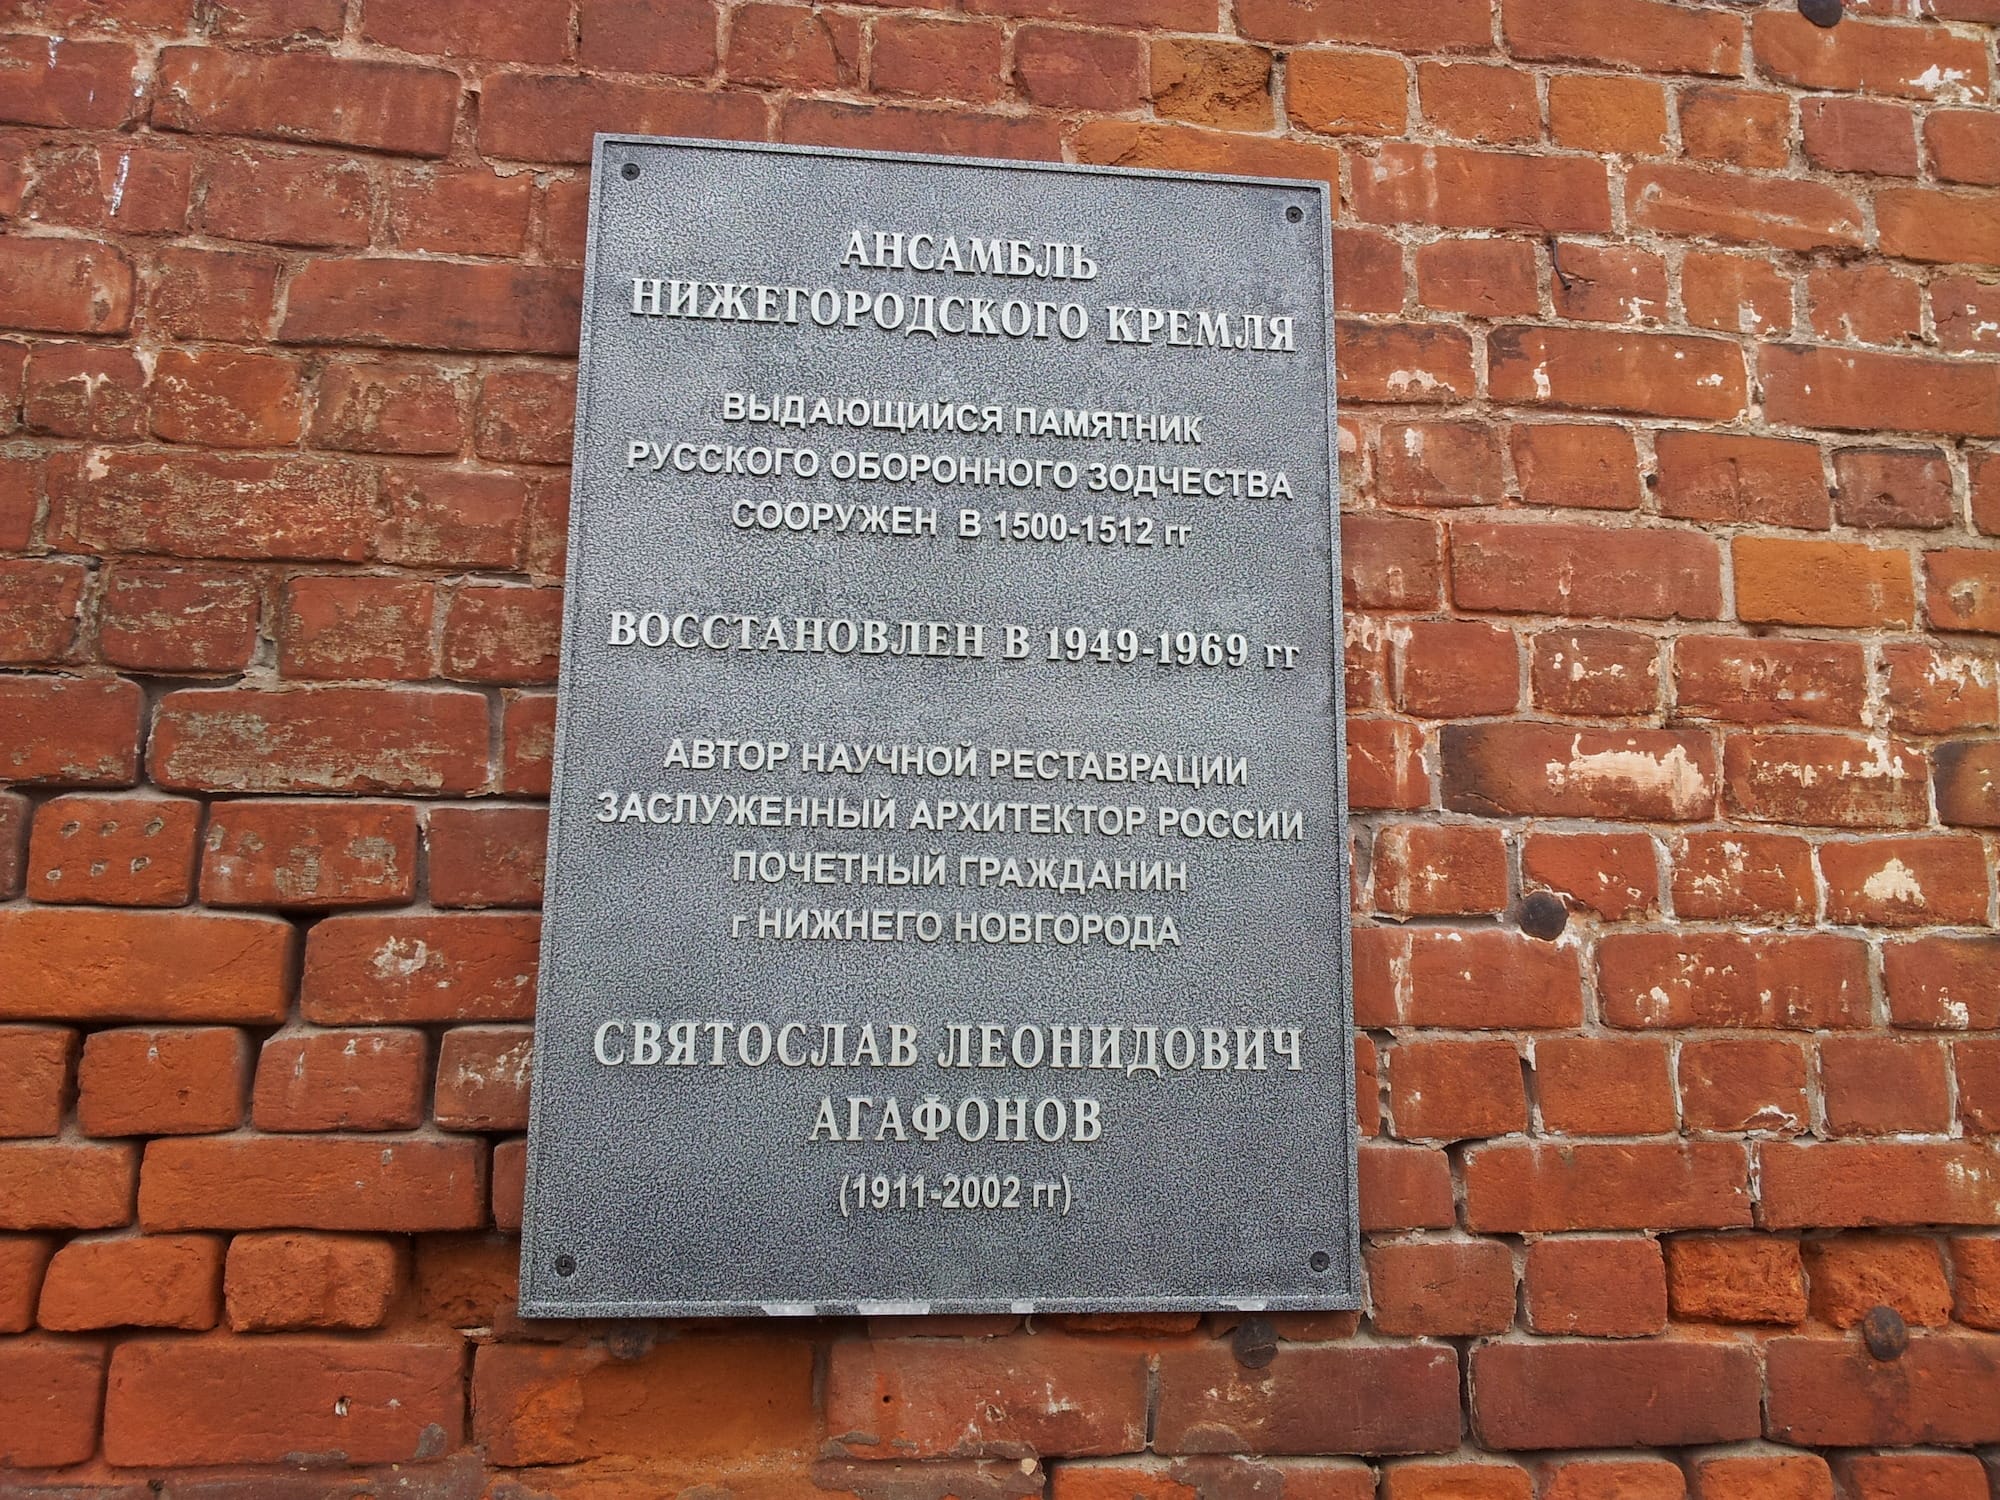 АНСАМБЛЬ
НИЖЕГОРОДСКОГО КРЕМЛЯ
ВЫДАЮЩИЙСЯ ПАМЯТНИК
РУССКОГО ОБОРОННОГО ЗОДЧЕСТВА
СООРУЖЕН В 1500-1512 гг
ВОССТАНОВЛЕН В 1949-1969 гг
АВТОР НАУЧНОЙ РЕСТАВРАЦИИ
ЗАСЛУЖЕННЫЙ АРХИТЕКТОР РОССИИ
ПОЧЕТНЫЙ ГРАЖДАНИН
г НИЖНЕГО НОВГОРОДА
СВЯТОСЛАВ ЛЕОНИДОВИЧ
АГАФОНОВ
(1911-2002 гг)